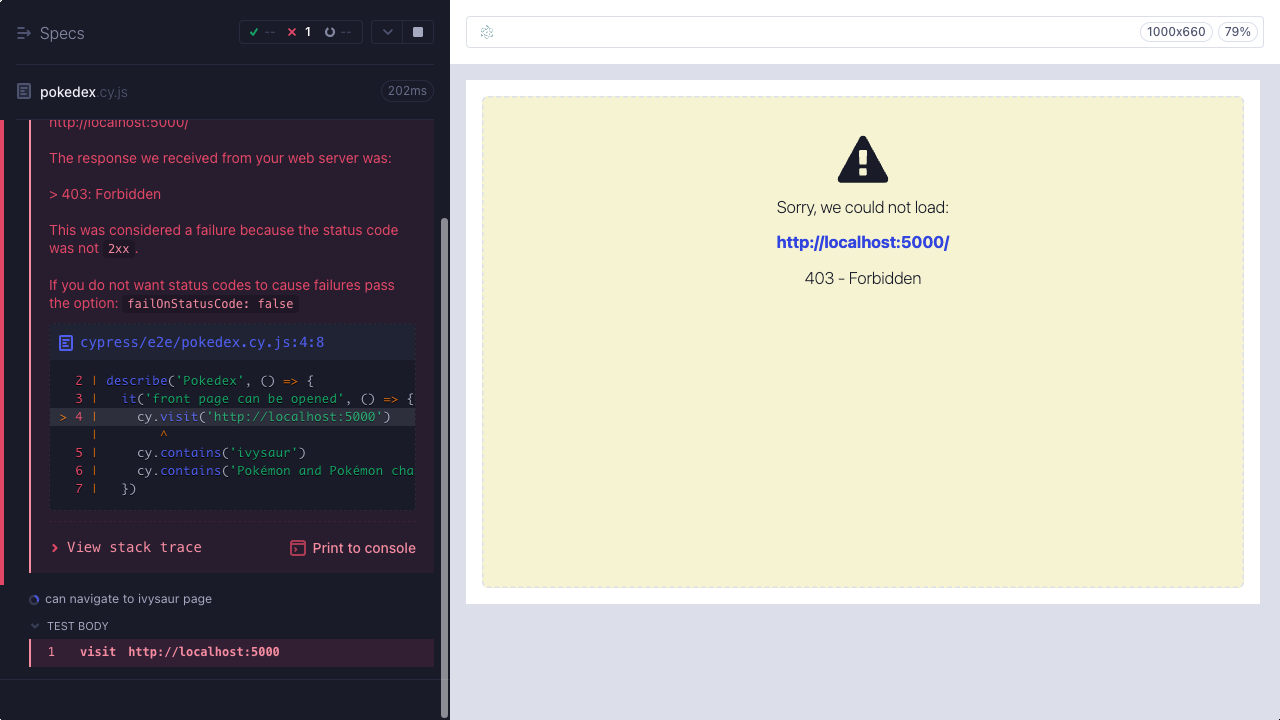 Specs
--
1
--
pokedex.cy.js
202ms
http://localhost:5000/
The response we received from your web server was:
> 403: Forbidden
This was considered a failure because the status code
was not 2xx.
If you do not want status codes to cause failures pass
the option: failOnStatusCode: false
cypress/e2e/pokedex.cy.js:4:8
2 | describe('Pokedex', () => {
3 |   it('front page can be opened', () => {
> 4 |     cy.visit('http://localhost:5000')
|        ^
5 |     cy.contains('ivysaur')
6 |     cy.contains('Pokémon and Pokémon cha
7 |   })
View stack trace
Print to console
can navigate to ivysaur page
TEST BODY
1 visit http://localhost:5000
1000x660
79%
Sorry, we could not load:
http://localhost:5000/
403 - Forbidden